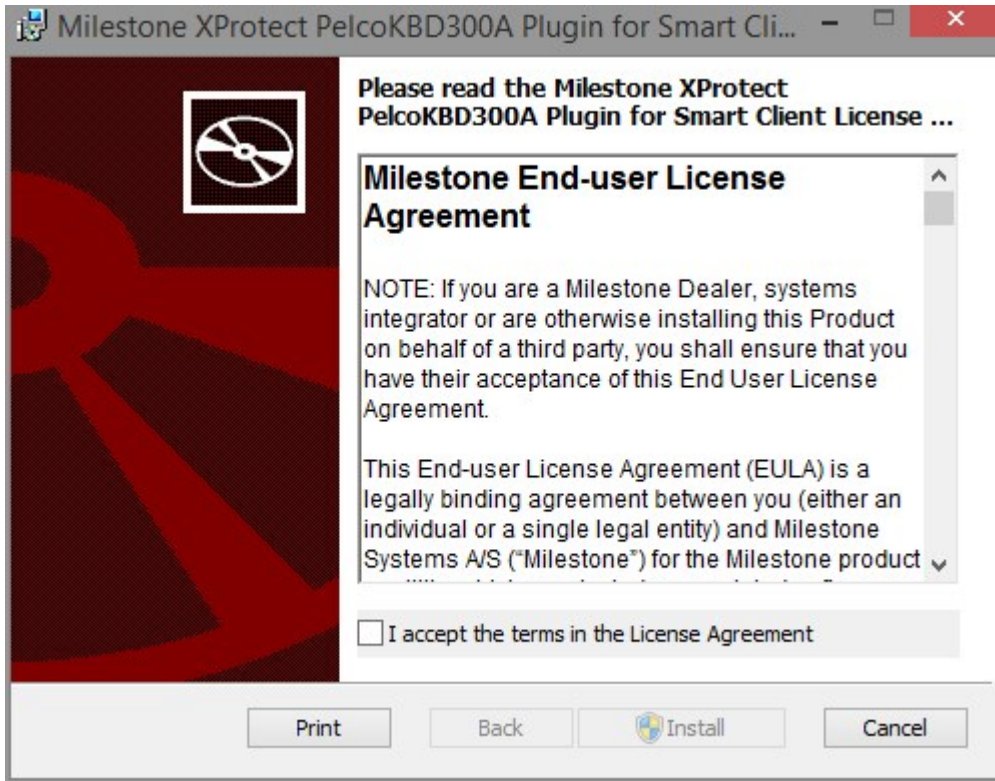 Milestone XProtect PelcoKBD300A Plugin for Smart Cli...
Please read the Milestone XProtect
PelcoKBD300A Plugin for Smart Client License ...
Milestone End-user License
Agreement
NOTE: If you are a Milestone Dealer, systems
integrator or are otherwise installing this Product
on behalf of a third party, you shall ensure that you
have their acceptance of this End User License
Agreement.
This End-user License Agreement (EULA) is a
legally binding agreement between you (either an
individual or a single legal entity) and Milestone
Systems A/S (“Milestone”) for the Milestone product
I accept the terms in the License Agreement
Print
Back
Install
Cancel